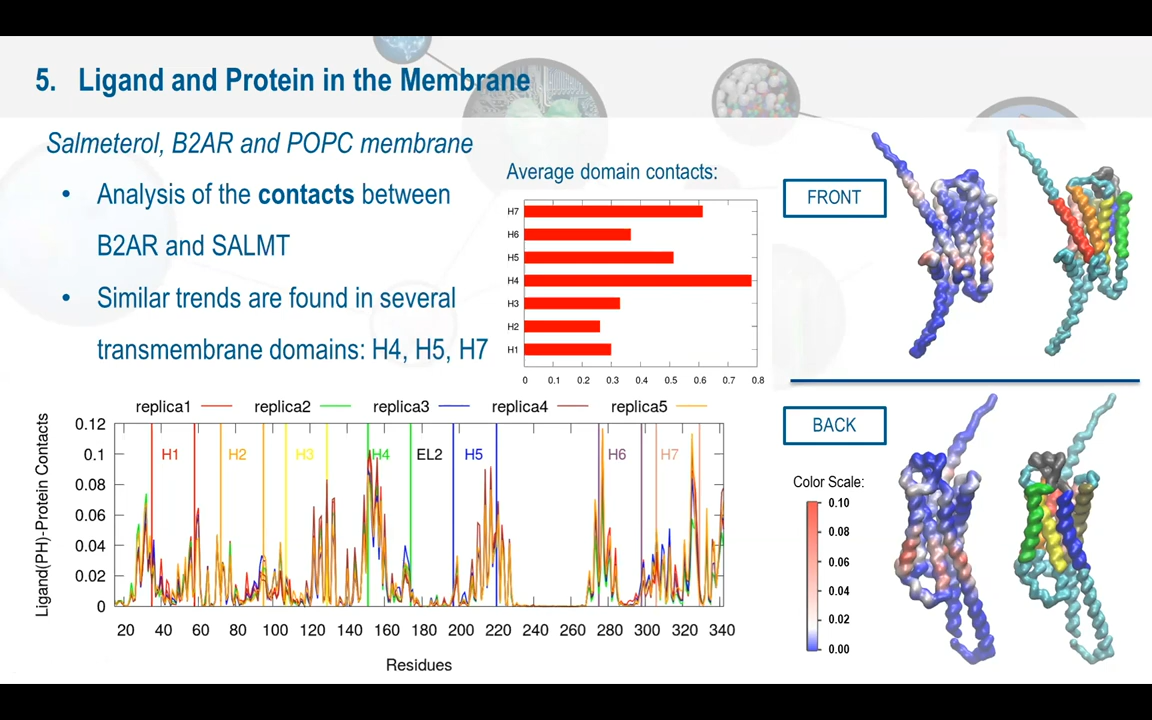 5. Ligand and Protein in the Membrane
Salmeterol, B2AR and POPC membrane
• Analysis of the contacts between
B2AR and SALMT
• Similar trends are found in several
transmembrane domains: H4, H5, H7
Average domain contacts:
H7
H6
H5
H4
H3
H2
H1
0 0.1 0.2 0.3 0.4 0.5 0.6 0.7 0.8
replica1 replica2 replica3 replica4 replica5
Ligand(PH)-Protein Contacts
0.12
0.1
0.08
0.06
0.04
0.02
0
H1 H2 H3 H4 EL2 H5 H6 H7
20 40 60 80 100 120 140 160 180 200 220 240 260 280 300 320 340
Residues
FRONT
BACK
Color Scale:
0.10
0.08
0.06
0.04
0.02
0.00